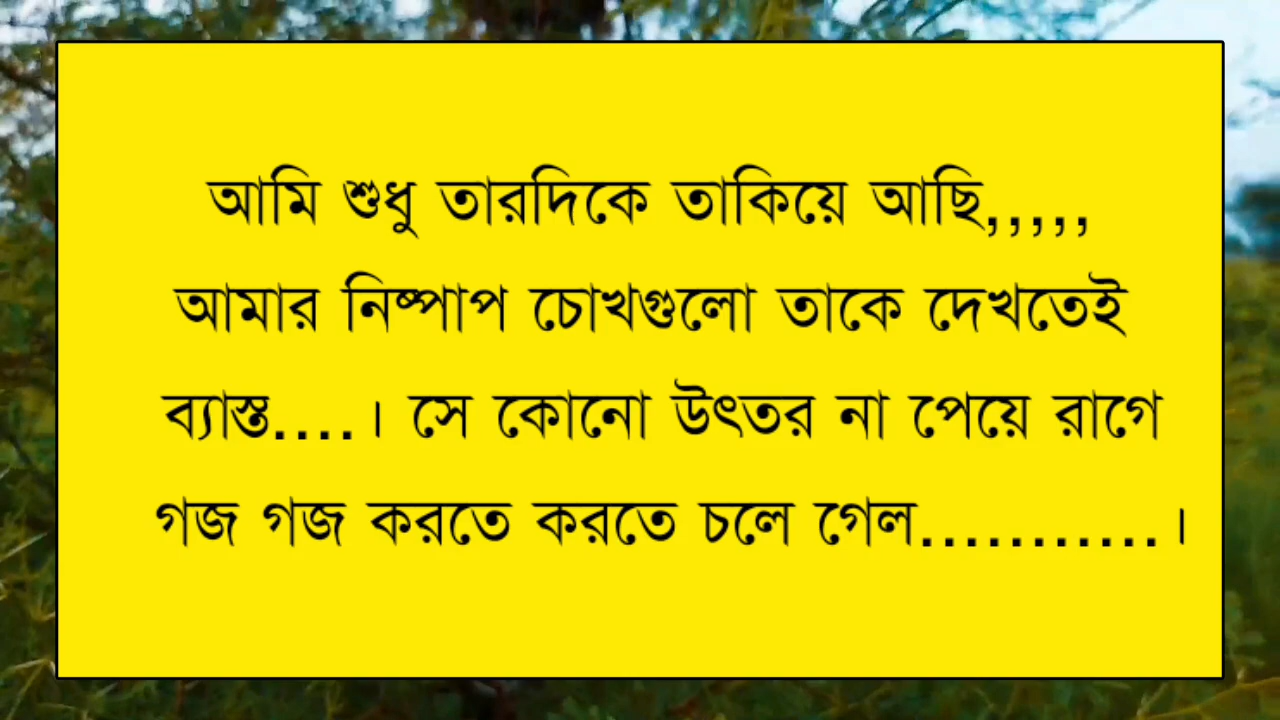 আমি শুধু তারদিকে তাকিয়ে আছি,,,,,
আমার নিষ্পাপ চোখগুলো তাকে দেখতেই
ব্যাস্ত....। সে কোনো উৎতর না পেয়ে রাগে
গজ গজ করতে করতে চলে গেল...........।